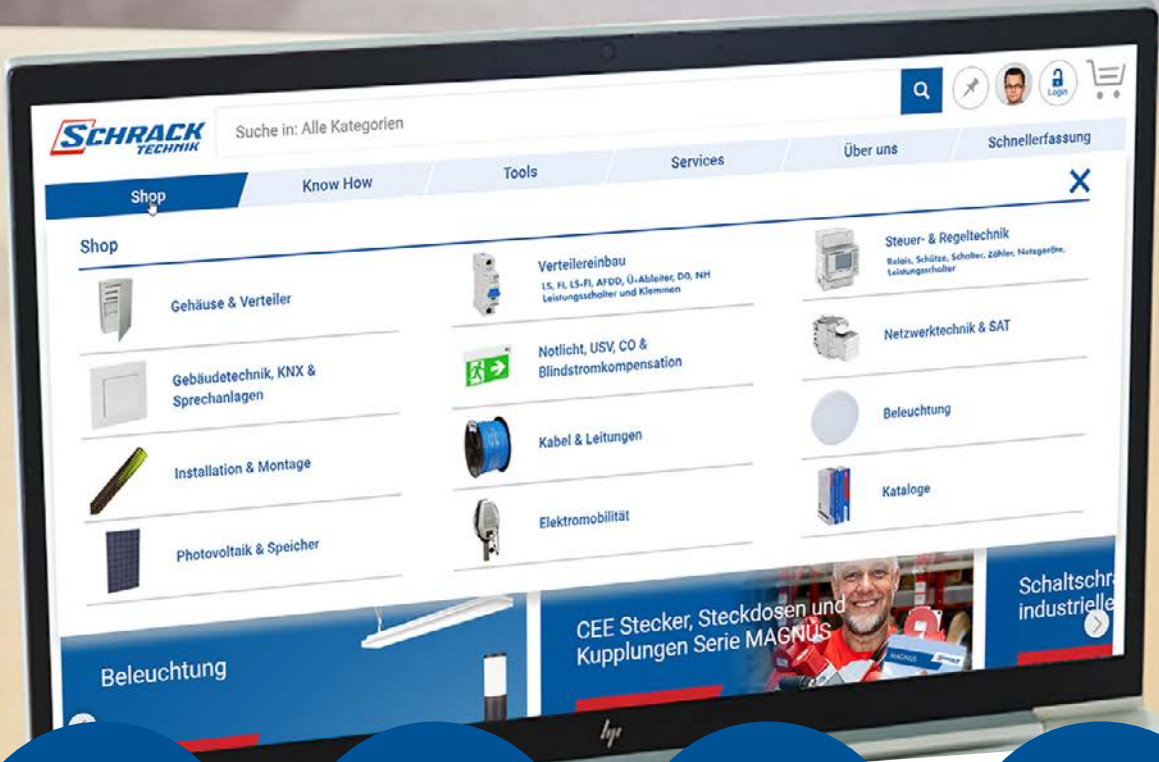 SCHRACK
TECHNIK
Suche in: Alle Kategorien
Login
Shop
Know How
Tools
Services
Über uns
Schnellerfassung
Shop
Gehäuse & Verteiler
Verteilereinbau
LS, FI, LS-FI, AFDD, Ü-Ableiter, D0, NH
Leistungsschalter und Klemmen
Steuer- & Regeltechnik
Relais, Schütze, Schalter, Zähler, Netzgeräte,
Leistungsschalter
Gebäudetechnik, KNX &
Sprechanlagen
Notlicht, USV, CO &
Blindstromkompensation
Netzwerktechnik & SAT
Installation & Montage
Kabel & Leitungen
Beleuchtung
Photovoltaik & Speicher
Elektromobilität
Kataloge
Beleuchtung
CEE Stecker, Steckdosen und
Kupplungen Serie MAGNUS
MAGNUS
Schaltschr
industrielle
hp